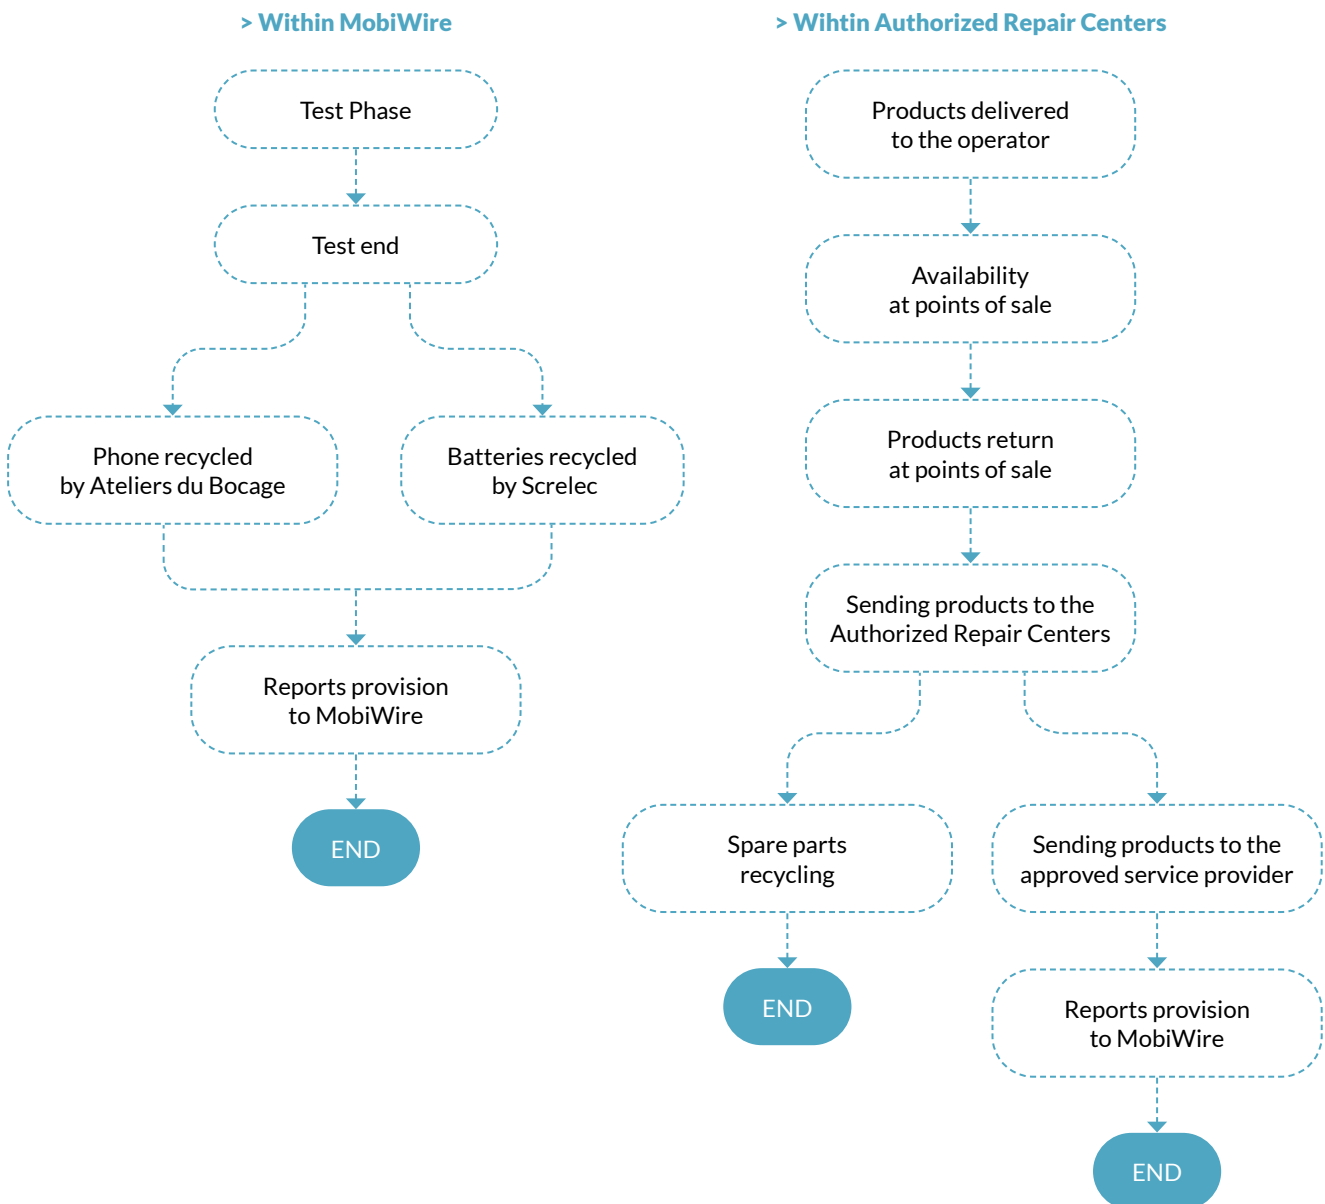 > Within MobiWire
Test Phase
Test end
Phone recycled
by Ateliers du Bocage
Batteries recycled
by Screlec
Reports provision
to MobiWire
END
> Wihtin Authorized Repair Centers
Products delivered
to the operator
Availability
at points of sale
Products return
at points of sale
Sending products to the
Authorized Repair Centers
Spare parts
recycling
END
Sending products to the
approved service provider
Reports provision
to MobiWire
END